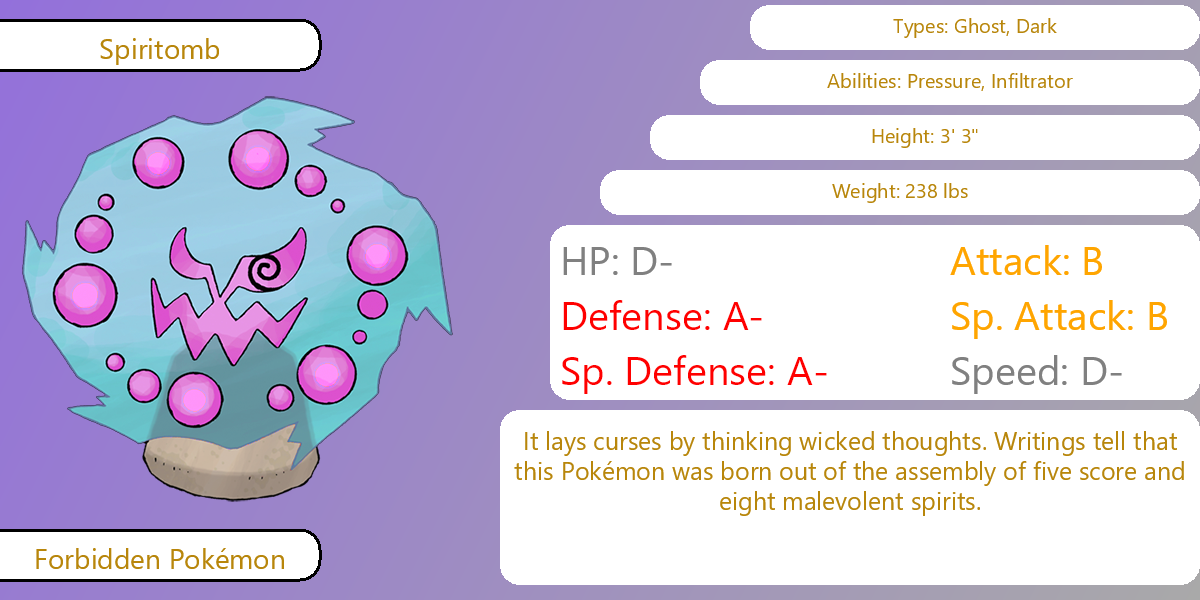 Spiritomb
Types: Ghost, Dark
Abilities: Pressure, Infiltrator
Height: 3' 3"
Weight: 238 lbs
HP: D-
Attack: B
Defense: A-
Sp. Attack: B
Sp. Defense: A-
Speed: D-
It lays curses by thinking wicked thoughts. Writings tell that
this Pokémon was born out of the assembly of five score and
eight malevolent spirits.
Forbidden Pokémon